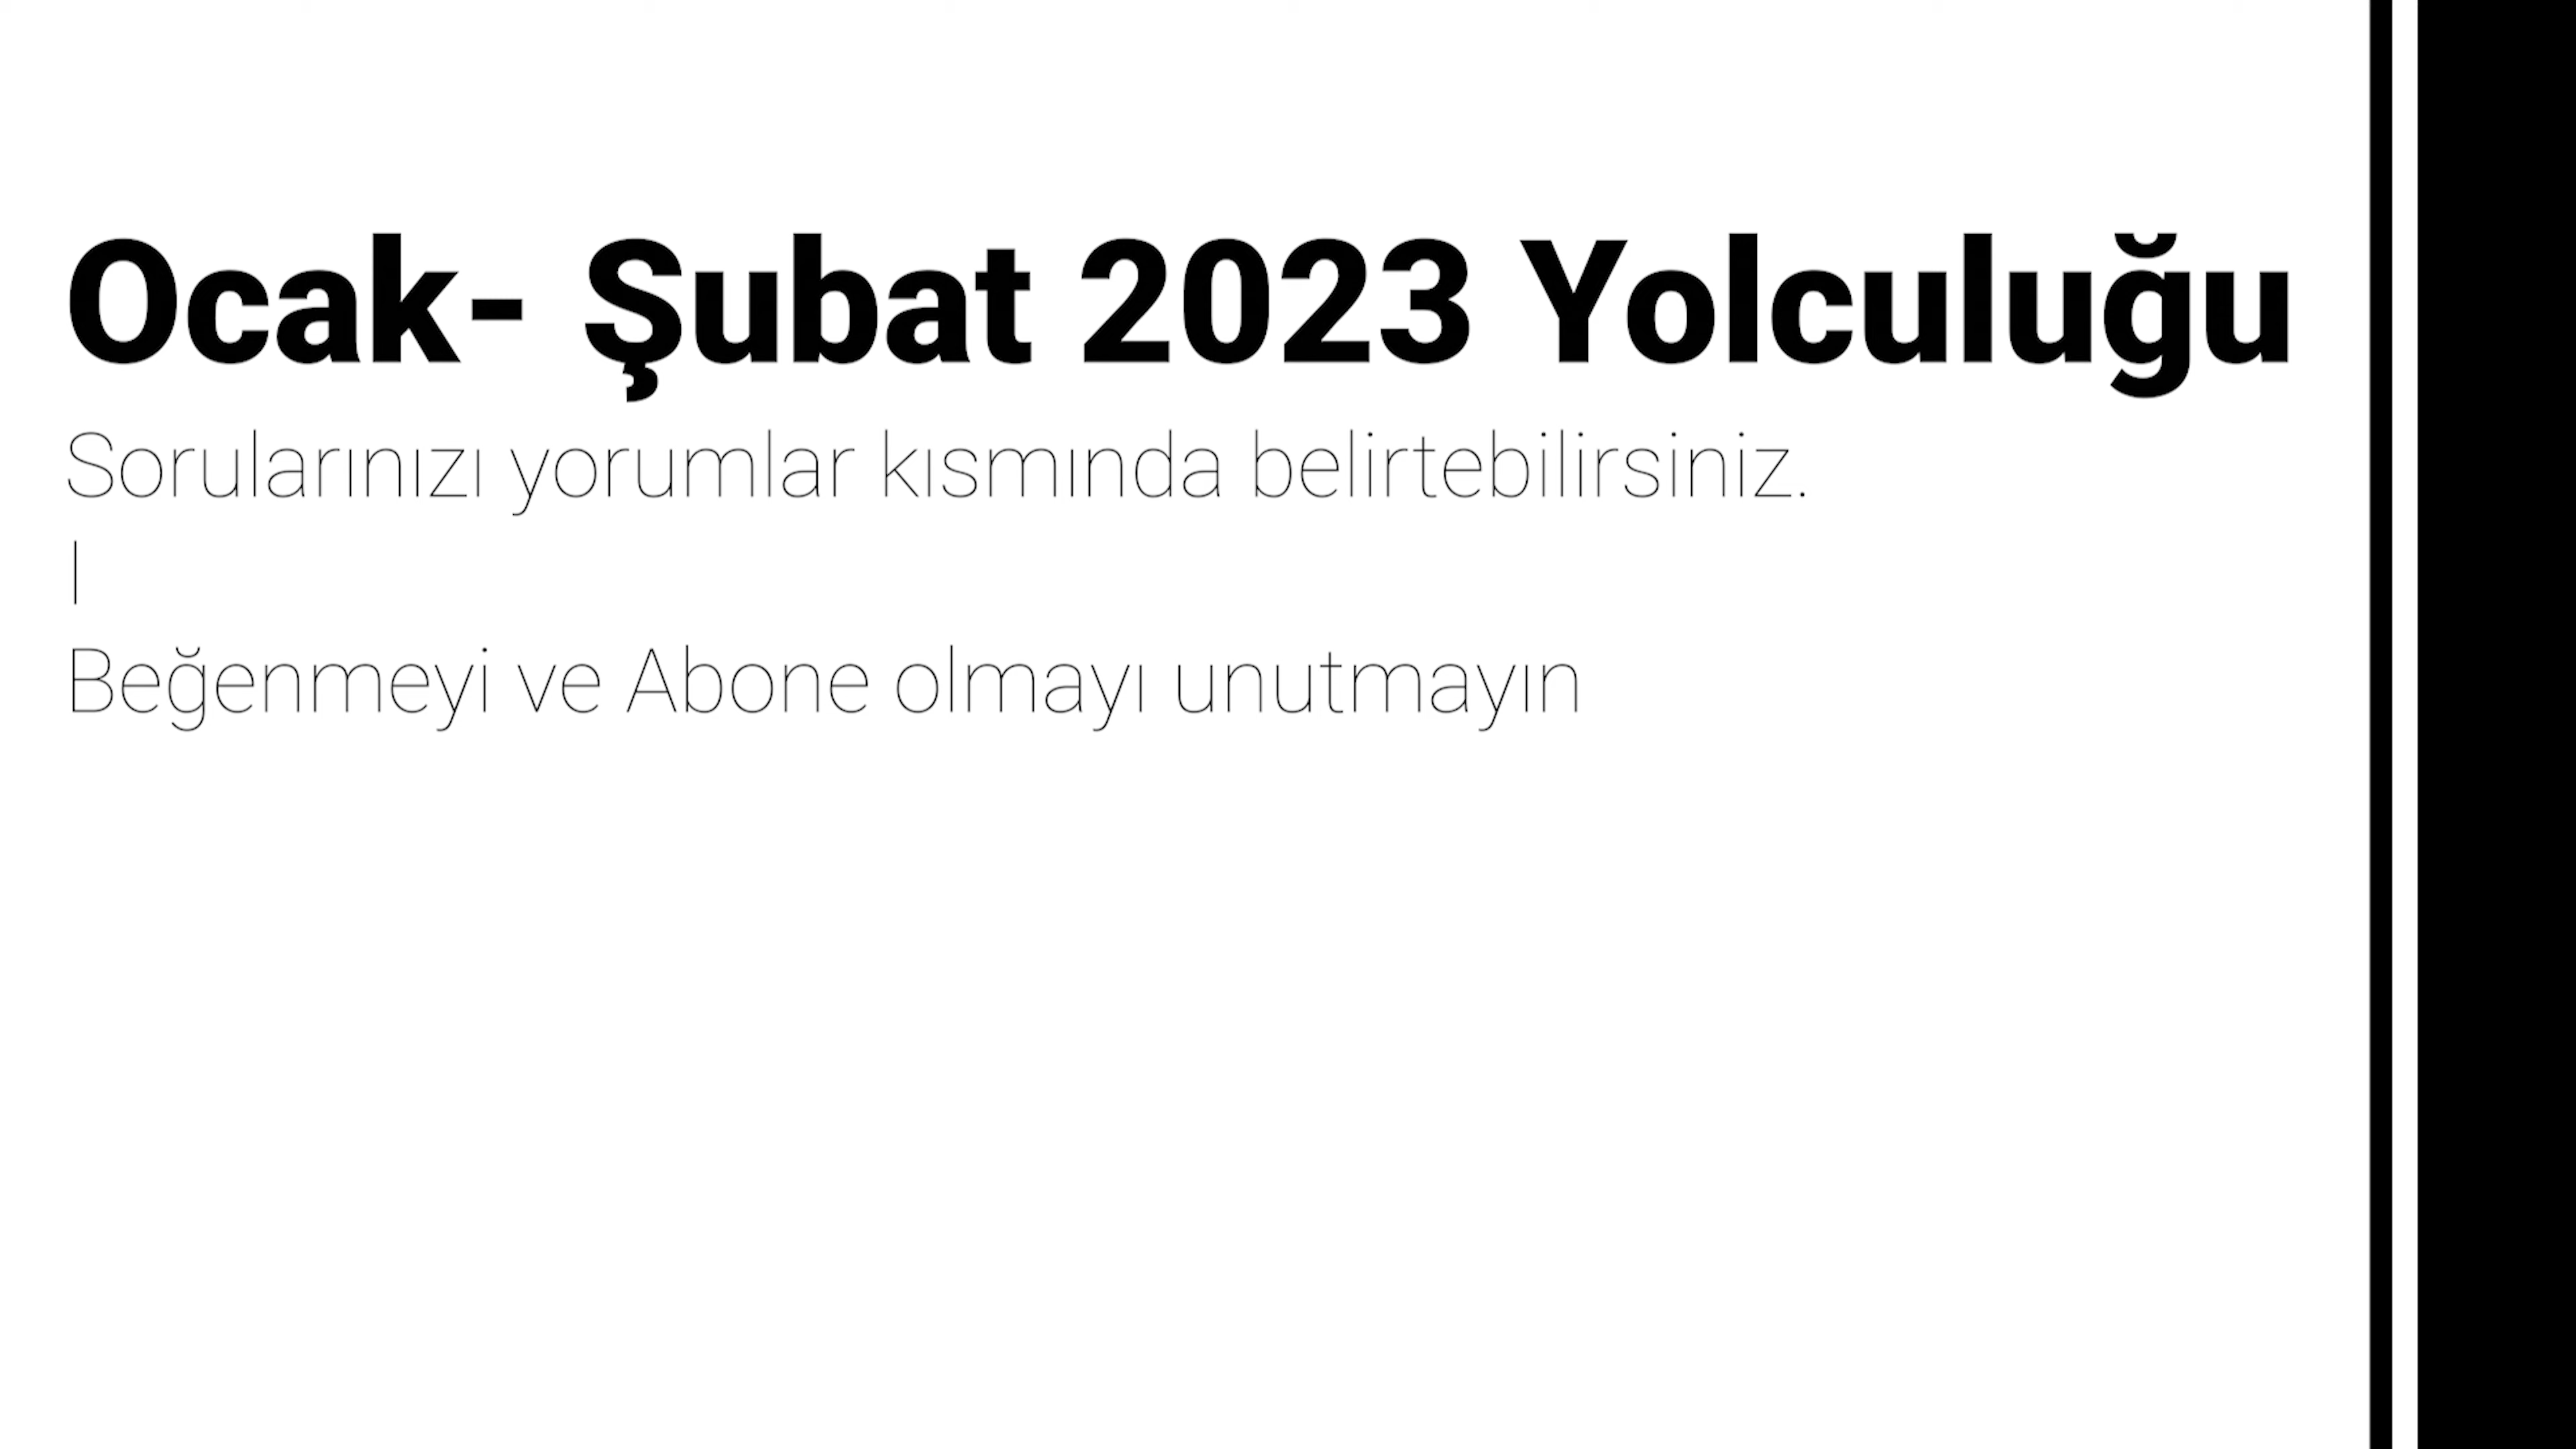 Ocak- Şubat 2023 Yolculuğu
Sorularınızı yorumlar kısmında belirtebilirsiniz.
I
Beğenmeyi ve Abone olmayı unutmayın